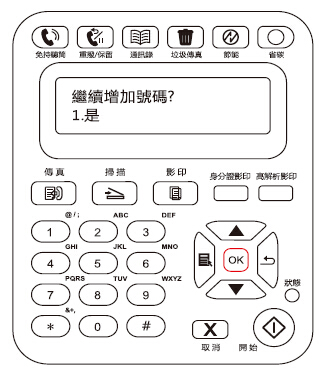 免持聽筒 重撥/保留 通訊錄 垃圾傳真 節能 省碳
繼續增加號碼?
1.是
傳真 掃描 影印 身分證影印 高解析影印
@/; ABC DEF
1 2 3
GHI JKL MNO
4 5 6
OK
PQRS TUV WXYZ
7 8 9
狀態
&+,
* 0 #
X
取消 開始